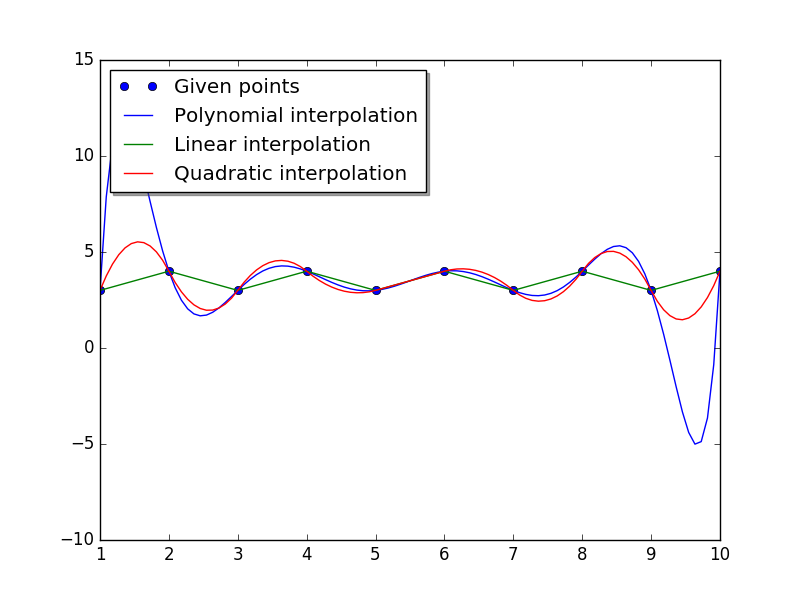 15
10
5
0
−5
−10
Given points
Polynomial interpolation
Linear interpolation
Quadratic interpolation
1 2 3 4 5 6 7 8 9 10